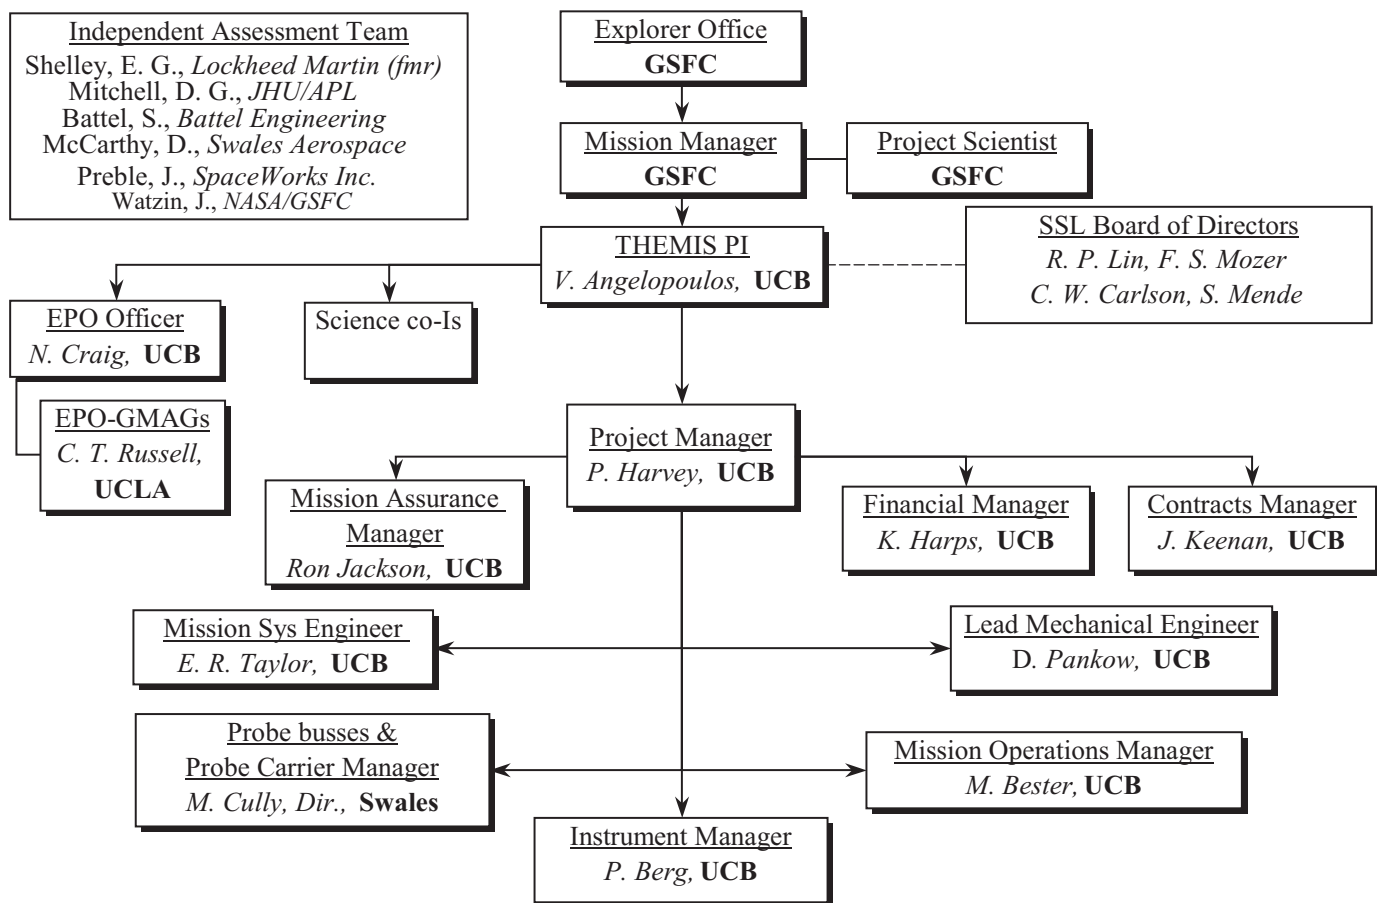 Independent Assessment Team
Shelley, E. G., Lockheed Martin (fmr)
Mitchell, D. G., JHU/APL
Battel, S., Battel Engineering
McCarthy, D., Swales Aerospace
Preble, J., SpaceWorks Inc.
Watzin, J., NASA/GSFC
Explorer Office
GSFC
Mission Manager
GSFC
Project Scientist
GSFC
THEMIS PI
V. Angelopoulos, UCB
SSL Board of Directors
R. P. Lin, F. S. Mozer
C. W. Carlson, S. Mende
EPO Officer
N. Craig, UCB
Science co-Is
EPO-GMAGs
C. T. Russell,
UCLA
Project Manager
P. Harvey, UCB
Mission Assurance
Manager
Ron Jackson, UCB
Financial Manager
K. Harps, UCB
Contracts Manager
J. Keenan, UCB
Mission Sys Engineer
E. R. Taylor, UCB
Lead Mechanical Engineer
D. Pankow, UCB
Probe busses &
Probe Carrier Manager
M. Cully, Dir., Swales
Mission Operations Manager
M. Bester, UCB
Instrument Manager
P. Berg, UCB